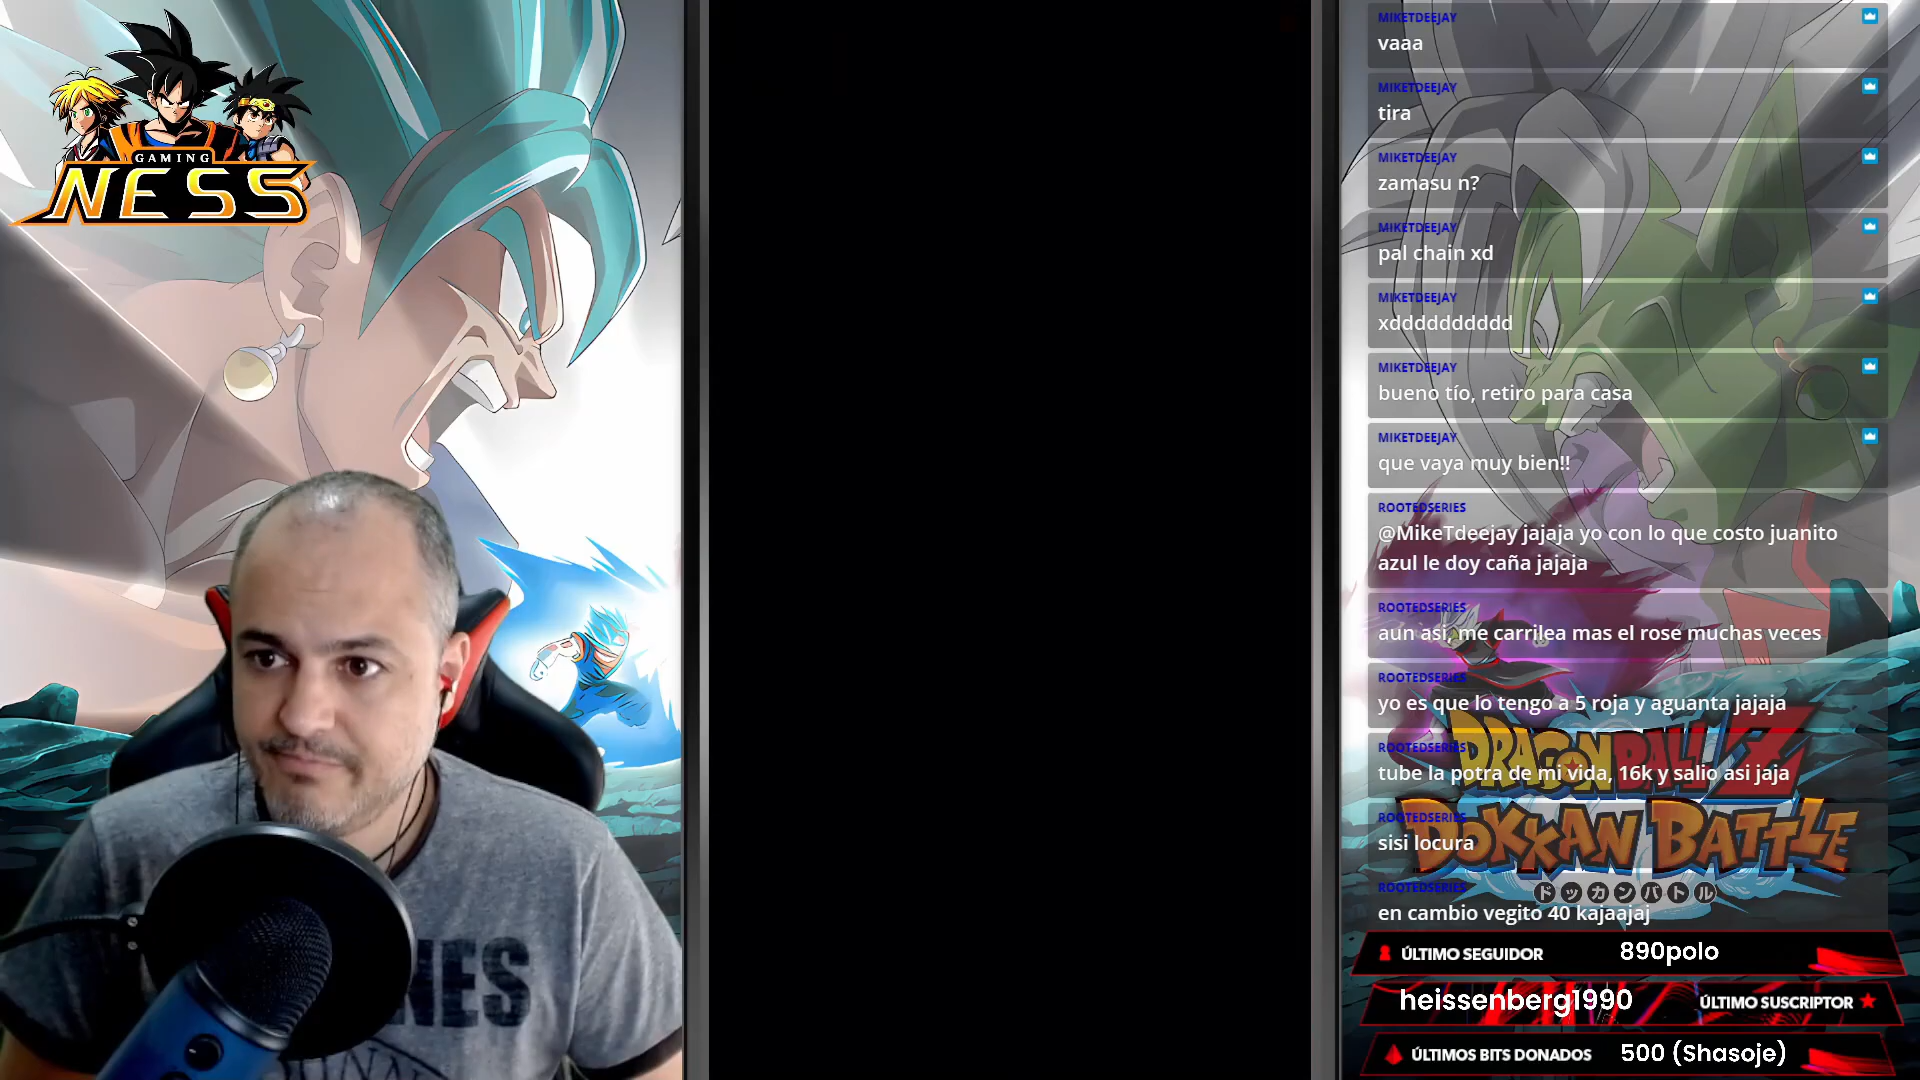 GAMING
NESS
NES
MIKETDEEJAY
vaaa
MIKETDEEJAY
tira
MIKETDEEJAY
zamasu n?
MIKETDEEJAY
pal chain xd
MIKETDEEJAY
xdddddddddd
MIKETDEEJAY
bueno tío, retiro para casa
MIKETDEEJAY
que vaya muy bien!!
ROOTEDSERIES
@MikeTdeejay jajaja yo con lo que costo juanito
azul le doy caña jajaja
ROOTEDSERIES
aun asi, me carrilea mas el rose muchas veces
ROOTEDSERIES
yo es que lo tengo a 5 roja y aguanta jajaja
ROOTEDSERIES
tube la potra de mi vida, 16k y salio asi jaja
ROOTEDSERIES
sisi locura
ROOTEDSERIES
en cambio vegito 40 kajaajaj
DRAGON BALL Z
DOKKAN BATTLE
ドッカンバトル
ÚLTIMO SEGUIDOR 890polo
heissenberg1990 ÚLTIMO SUSCRIPTOR
ÚLTIMOS BITS DONADOS 500 (Shasoje)